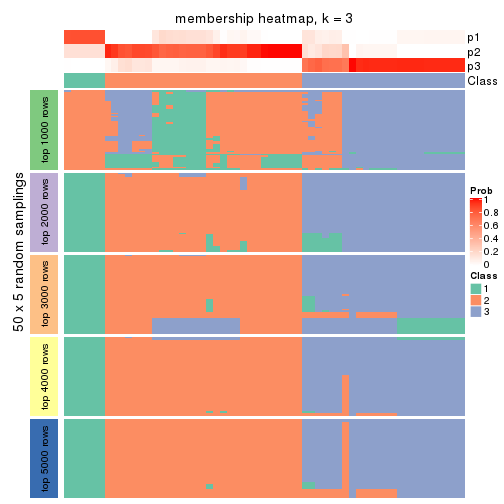 membership heatmap, k = 3
p1
p2
p3
Class
50 x 5 random samplings
top 1000 rows
top 2000 rows
top 3000 rows
top 4000 rows
top 5000 rows
Prob
1
0.8
0.6
0.4
0.2
0
Class
1
2
3